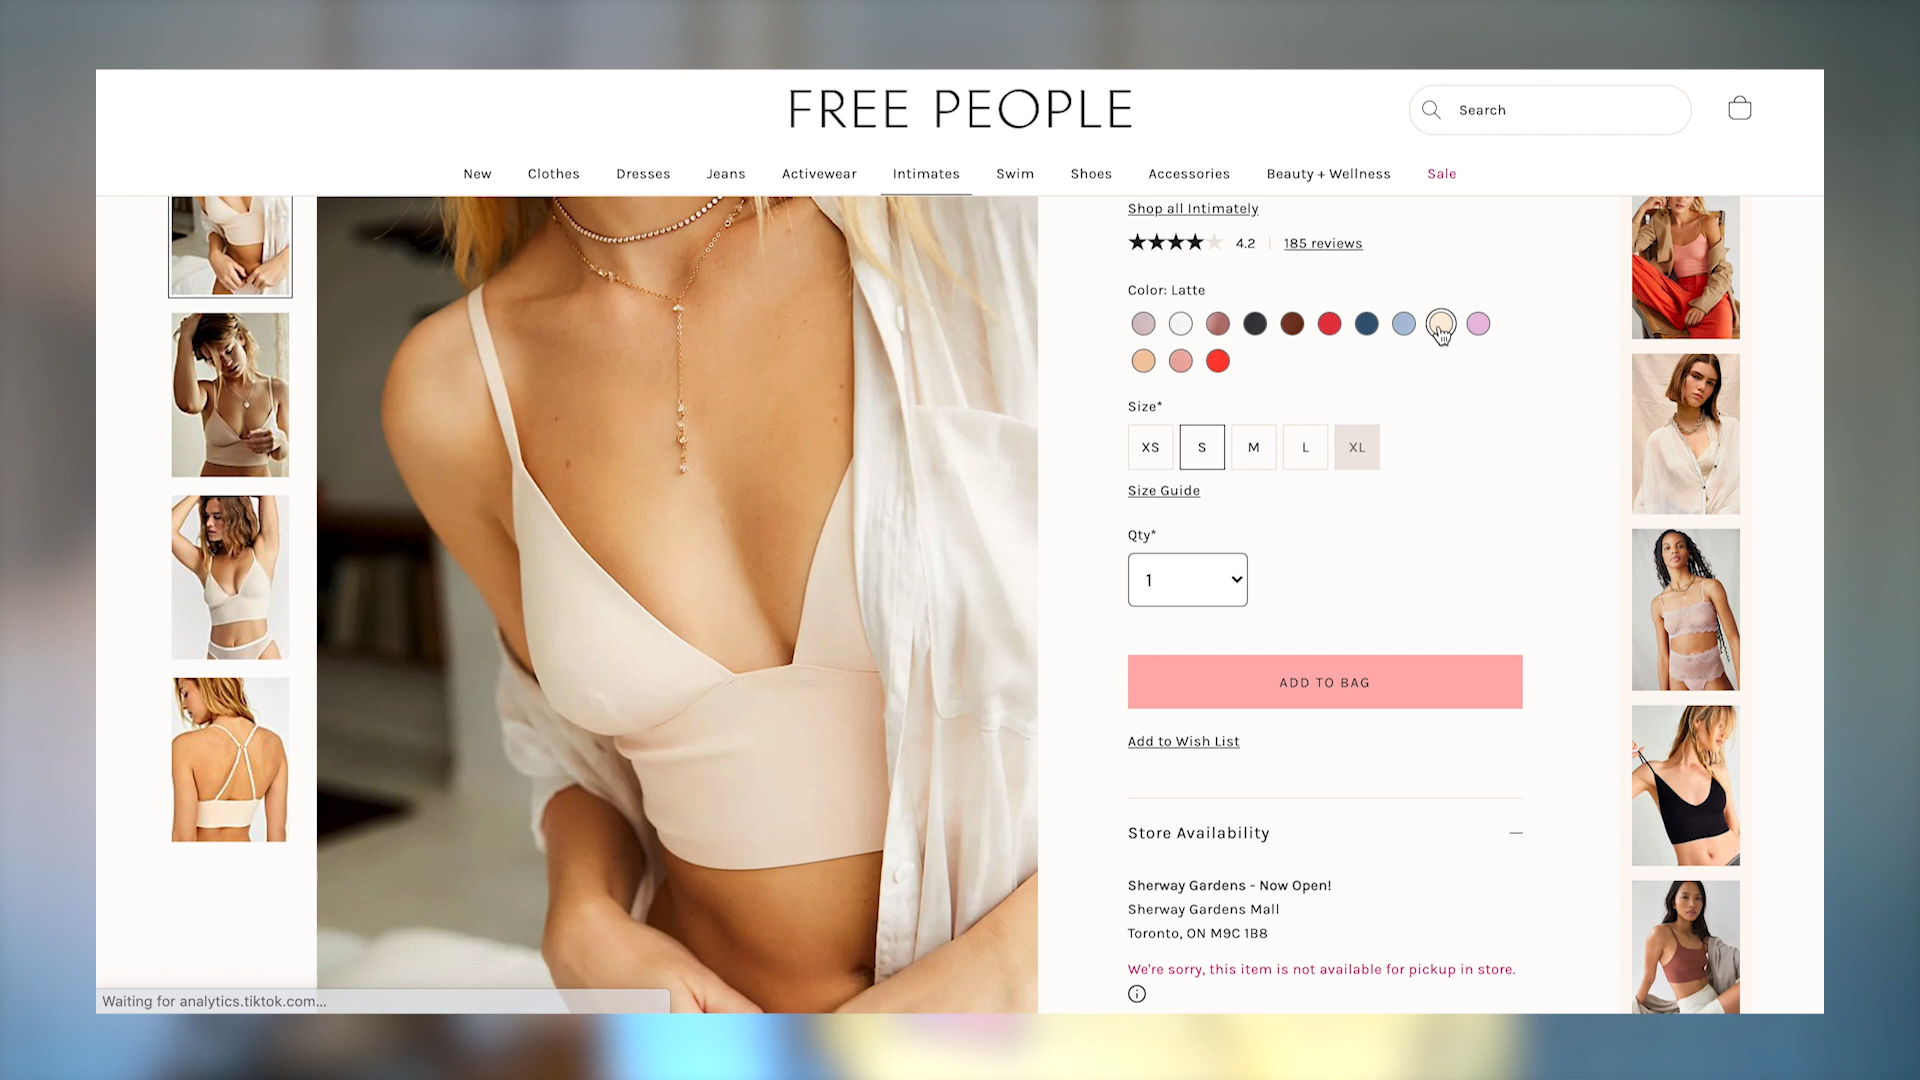 FREE PEOPLE
Search
New Clothes Dresses Jeans Activewear Intimates Swim Shoes Accessories Beauty + Wellness Sale
Shop all Intimately
4.2 | 185 reviews
Color: Latte
Size*
XS S M L XL
Size Guide
Qty*
1
ADD TO BAG
Add to Wish List
Store Availability
Sherway Gardens - Now Open!
Sherway Gardens Mall
Toronto, ON M9C 1B8
We're sorry, this item is not available for pickup in store.
Waiting for analytics.tiktok.com...